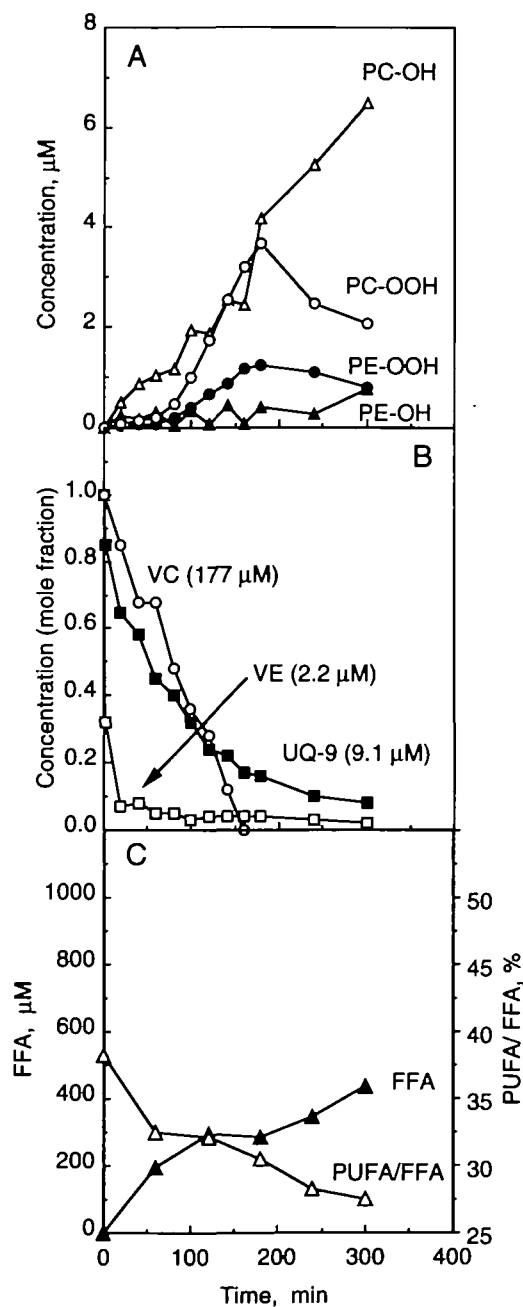 A
8
6
4
2
0
Concentration, μM
PC-OH
PC-OOH
PE-OOH
PE-OH
B
1.0
0.8
0.6
0.4
0.2
0.0
Concentration (mole fraction)
VC (177 μM)
VE (2.2 μM)
UQ-9 (9.1 μM)
C
1000
800
600
400
200
0
FFA, μM
50
45
40
35
30
25
PUFA/ FFA, %
FFA
PUFA/FFA
0 100 200 300 400
Time, min